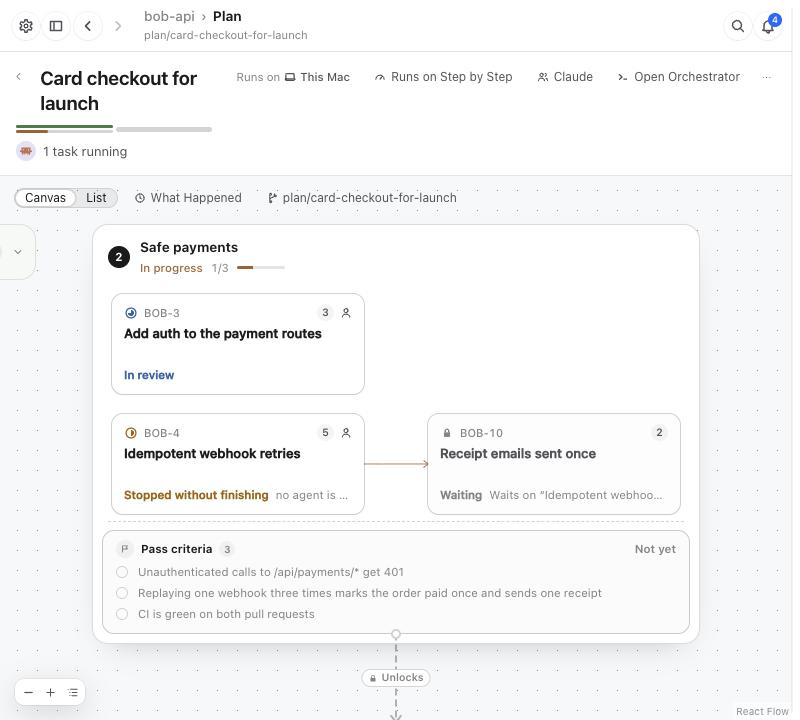 bob-api › Plan
plan/card-checkout-for-launch
4
Card checkout for launch
Runs on This Mac
Runs on Step by Step
Claude
Open Orchestrator
...
1 task running
Canvas
List
What Happened
plan/card-checkout-for-launch
2
Safe payments
In progress 1/3
BOB-3
3
Add auth to the payment routes
In review
BOB-4
5
Idempotent webhook retries
Stopped without finishing no agent is ...
BOB-10
2
Receipt emails sent once
Waiting Waits on “Idempotent webhoo...
Pass criteria 3
Not yet
Unauthenticated calls to /api/payments/* get 401
Replaying one webhook three times marks the order paid once and sends one receipt
CI is green on both pull requests
Unlocks
React Flow